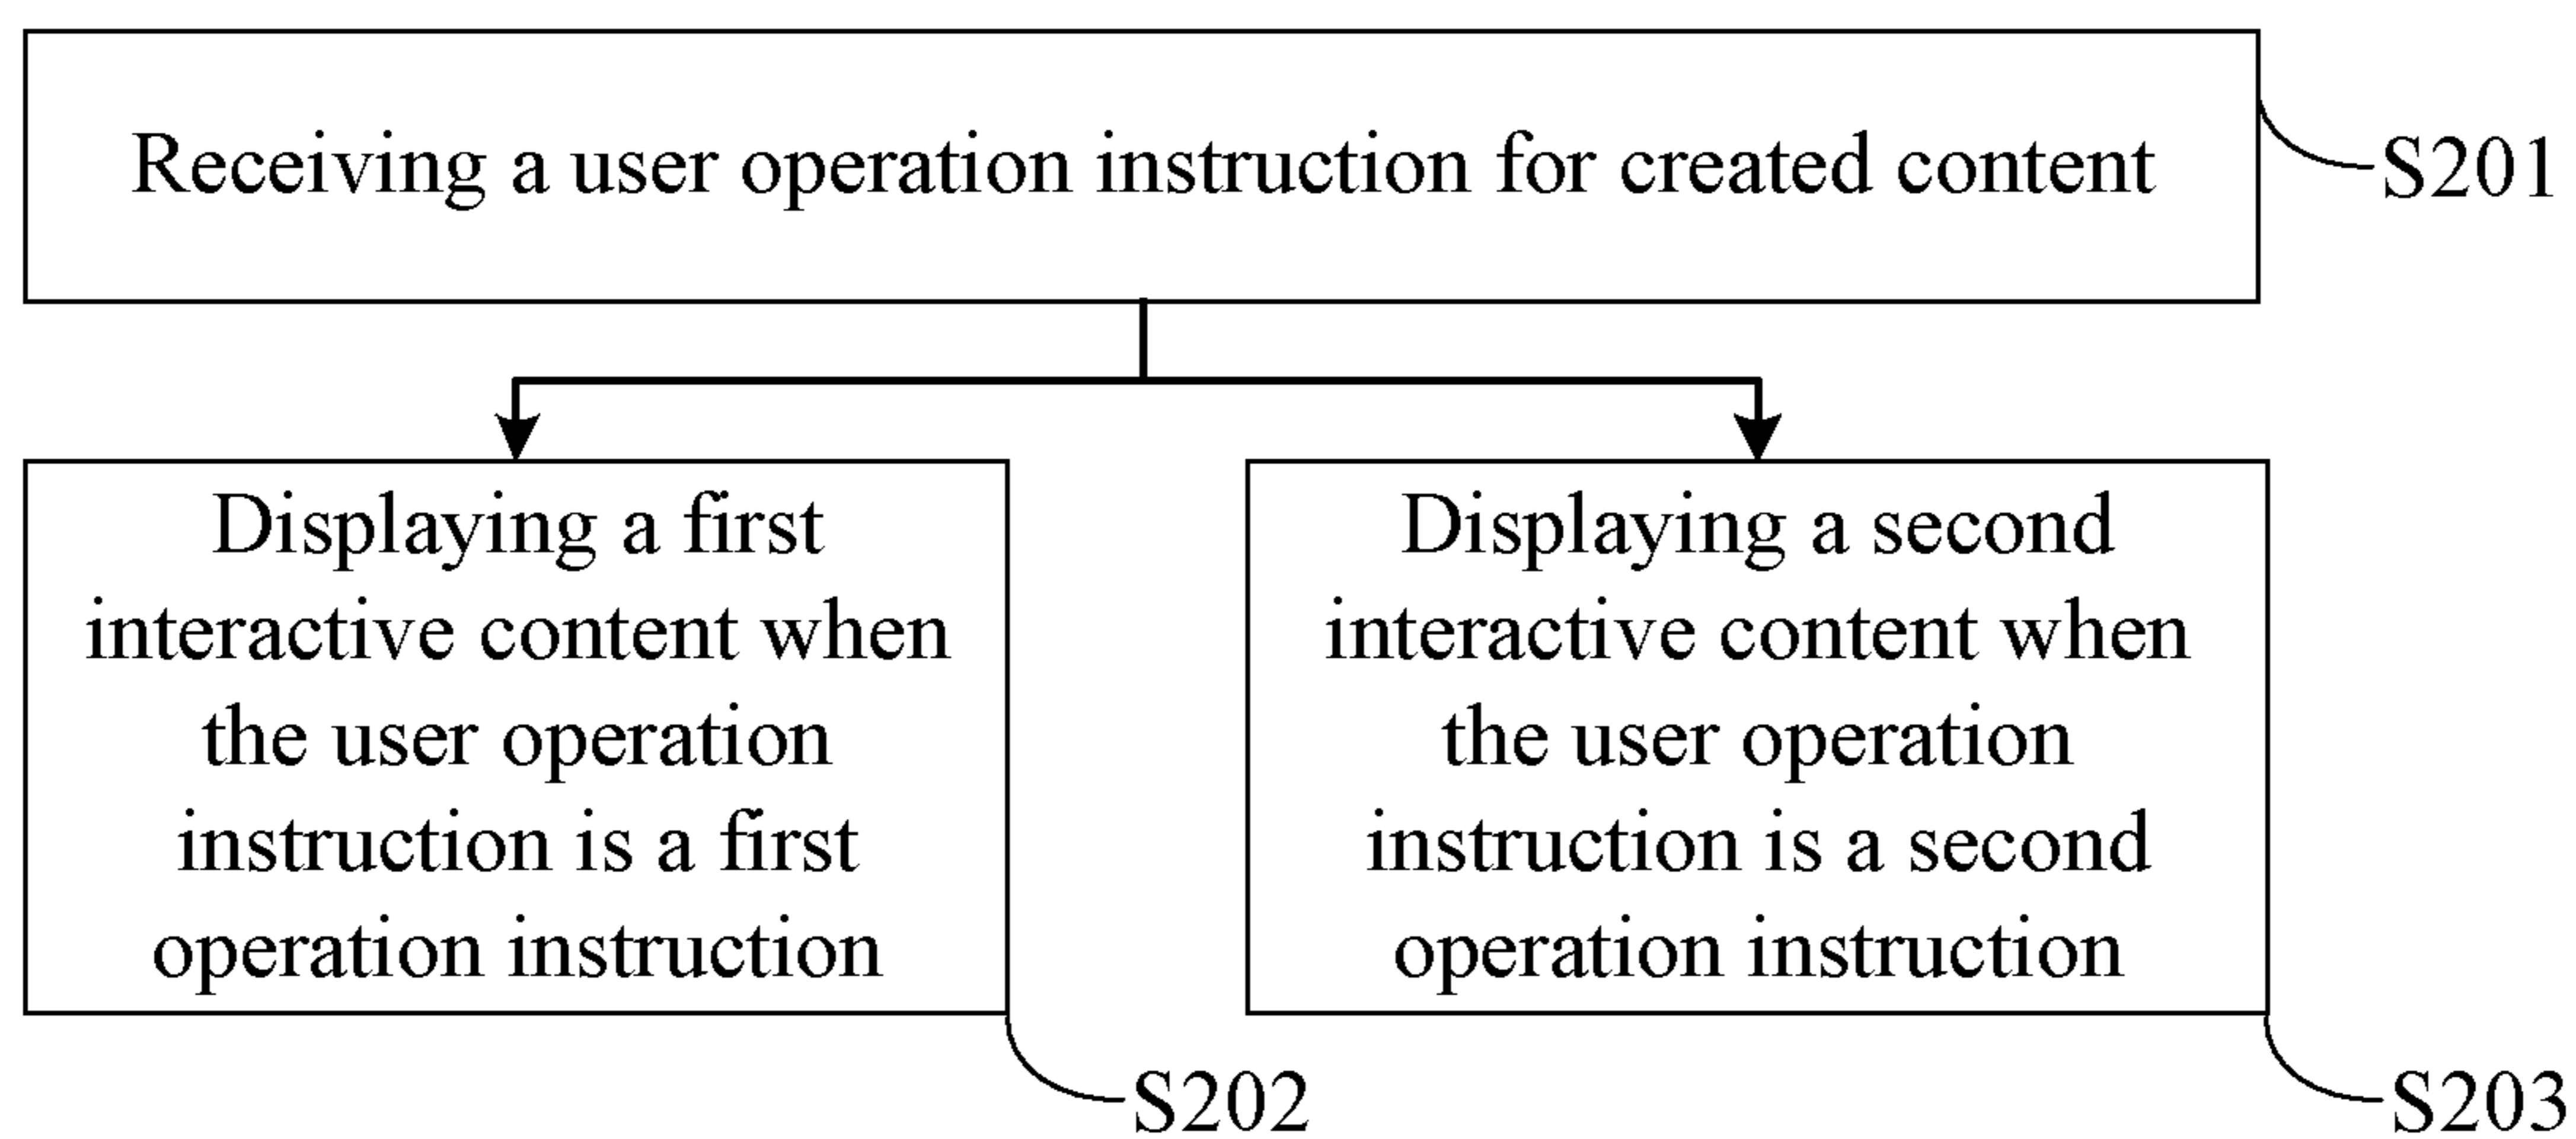 Receiving a user operation instruction for created content
S201
Displaying a first
interactive content when
the user operation
instruction is a first
operation instruction
S202
Displaying a second
interactive content when
the user operation
instruction is a second
operation instruction
S203